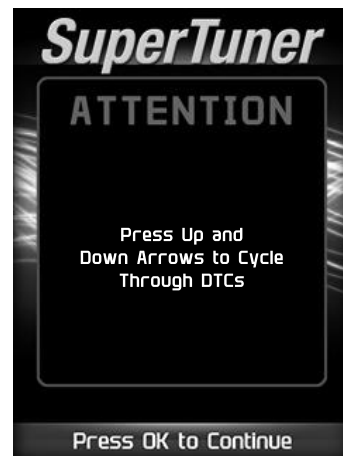 SuperTuner
ATTENTION
Press Up and
Down Arrows to Cycle
Through DTCs
Press OK to Continue